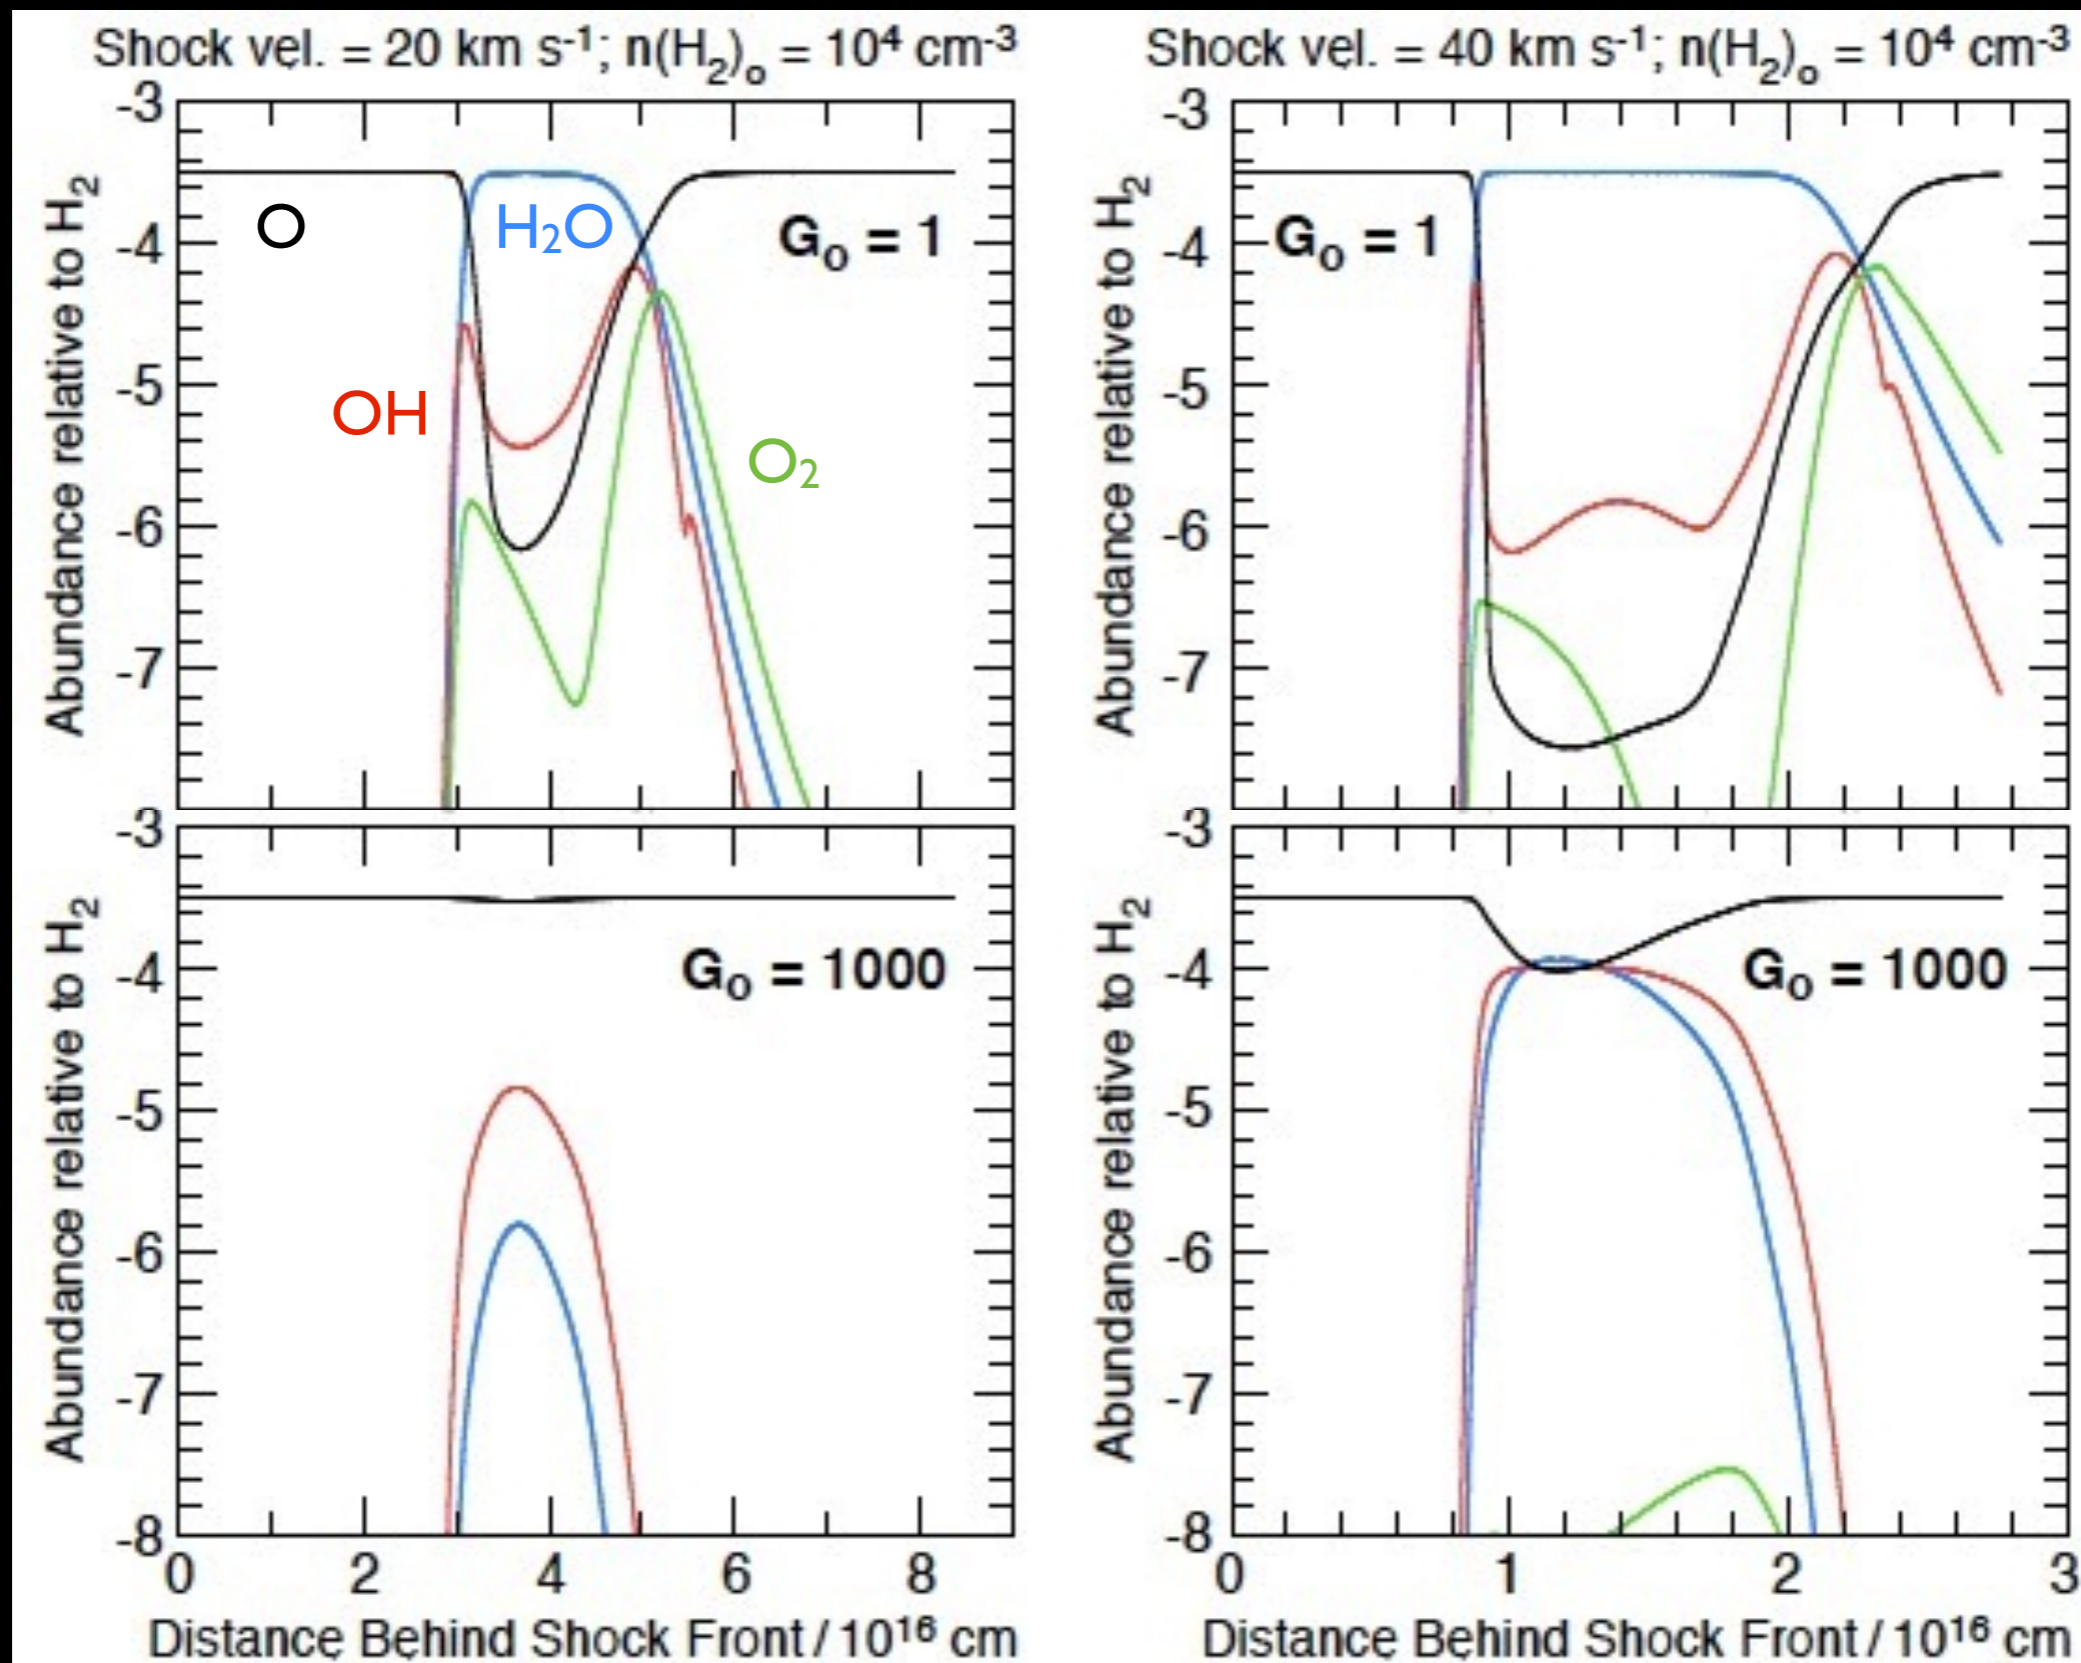 Shock vel. = 20 km s-1; n(H2)o = 10⁴ cm-3
Abundance relative to H2
-3
-4
-5
-6
-7
O
H2O
OH
O2
Go = 1
Shock vel. = 40 km s-1; n(H2)o = 10⁴ cm-3
Abundance relative to H2
-3
-4
-5
-6
-7
Go = 1
Abundance relative to H2
-3
-4
-5
-6
-7
-8
Go = 1000
0 2 4 6 8
Distance Behind Shock Front / 10¹⁶ cm
Abundance relative to H2
-3
-4
-5
-6
-7
-8
Go = 1000
0 1 2 3
Distance Behind Shock Front / 10¹⁶ cm